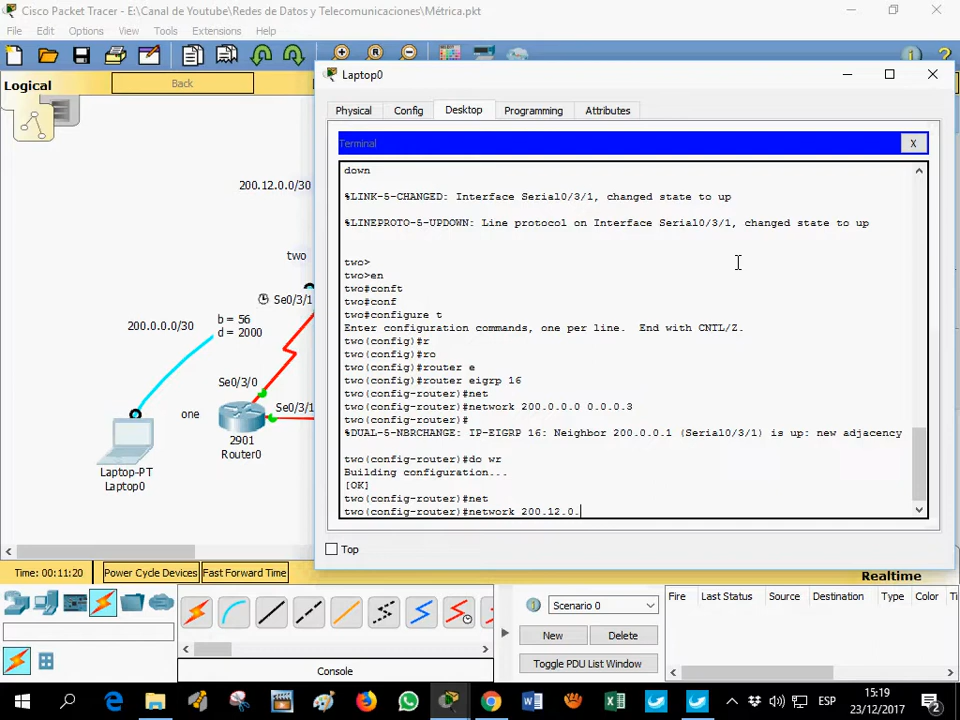 Cisco Packet Tracer - E:\Canal de Youtube\Redes de Datos y Telecomunicaciones\Métrica.pkt
File Edit Options View Tools Extensions Help
Logical
Back
200.12.0.0/30
two
Se0/3/1
b = 56
d = 2000
200.0.0.0/30
Se0/3/0
one
Se0/3/1
2901
Router0
Laptop-PT
Laptop0
Laptop0
Physical Config Desktop Programming Attributes
Terminal X
down
%LINK-5-CHANGED: Interface Serial0/3/1, changed state to up
%LINEPROTO-5-UPDOWN: Line protocol on Interface Serial0/3/1, changed state to up
two>
two>en
two#conft
two#conf
two#configure t
Enter configuration commands, one per line. End with CNTL/Z.
two(config)#r
two(config)#ro
two(config)#router e
two(config)#router eigrp 16
two(config-router)#net
two(config-router)#network 200.0.0.0 0.0.0.3
two(config-router)#
%DUAL-5-NBRCHANGE: IP-EIGRP 16: Neighbor 200.0.0.1 (Serial0/3/1) is up: new adjacency
two(config-router)#do wr
Building configuration...
[OK]
two(config-router)#net
two(config-router)#network 200.12.0.
Top
Time: 00:11:20 Power Cycle Devices Fast Forward Time Realtime
Scenario 0
New Delete
Toggle PDU List Window
Fire Last Status Source Destination Type Color Ti
Console
ESP
15:19
23/12/2017
2